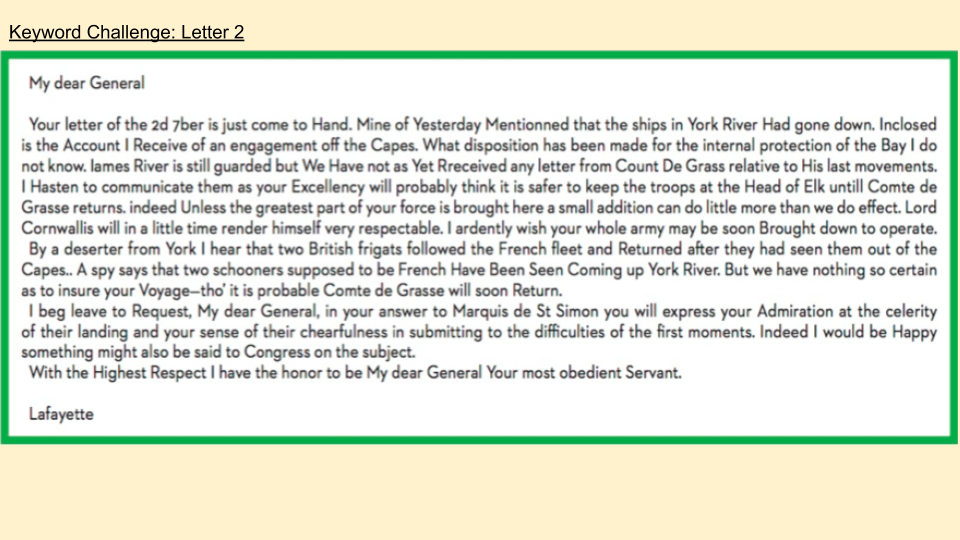 Keyword Challenge: Letter 2
My dear General
Your letter of the 2d 7ber is just come to Hand. Mine of Yesterday Mentionned that the ships in York River Had gone down. Inclosed
is the Account I Receive of an engagement off the Capes. What disposition has been made for the internal protection of the Bay I do
not know. Iames River is still guarded but We Have not as Yet Rreceived any letter from Count De Grass relative to His last movements.
I Hasten to communicate them as your Excellency will probably think it is safer to keep the troops at the Head of Elk untill Comte de
Grasse returns. indeed Unless the greatest part of your force is brought here a small addition can do little more than we do effect. Lord
Cornwallis will in a little time render himself very respectable. I ardently wish your whole army may be soon Brought down to operate.
By a deserter from York I hear that two British frigats followed the French fleet and Returned after they had seen them out of the
Capes.. A spy says that two schooners supposed to be French Have Been Seen Coming up York River. But we have nothing so certain
as to insure your Voyage—tho' it is probable Comte de Grasse will soon Return.
I beg leave to Request, My dear General, in your answer to Marquis de St Simon you will express your Admiration at the celerity
of their landing and your sense of their chearfulness in submitting to the difficulties of the first moments. Indeed I would be Happy
something might also be said to Congress on the subject.
With the Highest Respect I have the honor to be My dear General Your most obedient Servant.
Lafayette